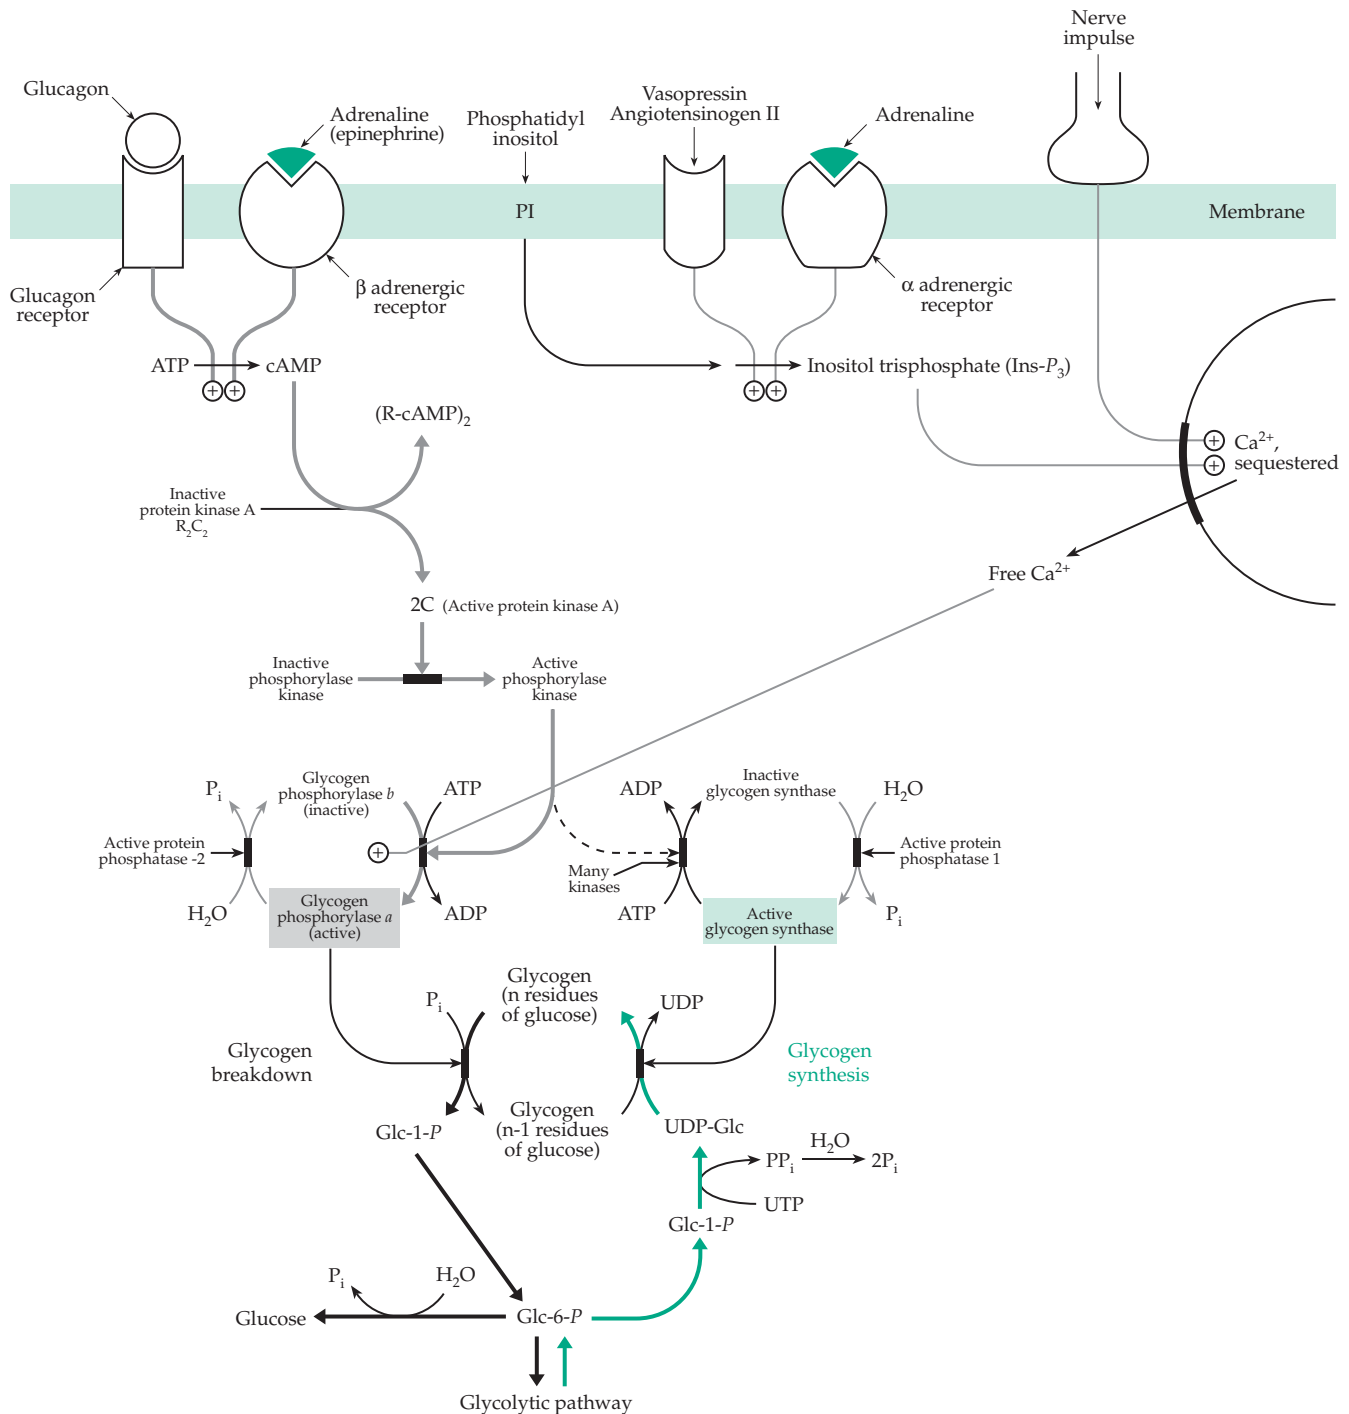 Nerve
impulse
Glucagon
Adrenaline
(epinephrine)
Phosphatidyl
inositol
Vasopressin
Angiotensinogen II
Adrenaline
PI
Membrane
Glucagon
receptor
β adrenergic
receptor
α adrenergic
receptor
ATP
cAMP
+
+
+
+
Inositol trisphosphate (Ins-P₃)
(R-cAMP)₂
+
+
Ca²⁺,
sequestered
Inactive
protein kinase A
R₂C₂
Free Ca²⁺
2C (Active protein kinase A)
Inactive
phosphorylase
kinase
Active
phosphorylase
kinase
Pᵢ
Glycogen
phosphorylase b
(inactive)
ATP
ADP
Inactive
glycogen synthase
H₂O
Active protein
phosphatase -2
+
Many
kinases
Active protein
phosphatase 1
H₂O
Glycogen
phosphorylase a
(active)
ADP
ATP
Active
glycogen synthase
Pᵢ
Pᵢ
Glycogen
(n residues
of glucose)
UDP
Glycogen
breakdown
Glycogen
synthesis
Glc-1-P
Glycogen
(n-1 residues
of glucose)
UDP-Glc
PPᵢ
H₂O
2Pᵢ
UTP
Glc-1-P
Pᵢ
H₂O
Glucose
Glc-6-P
Glycolytic pathway